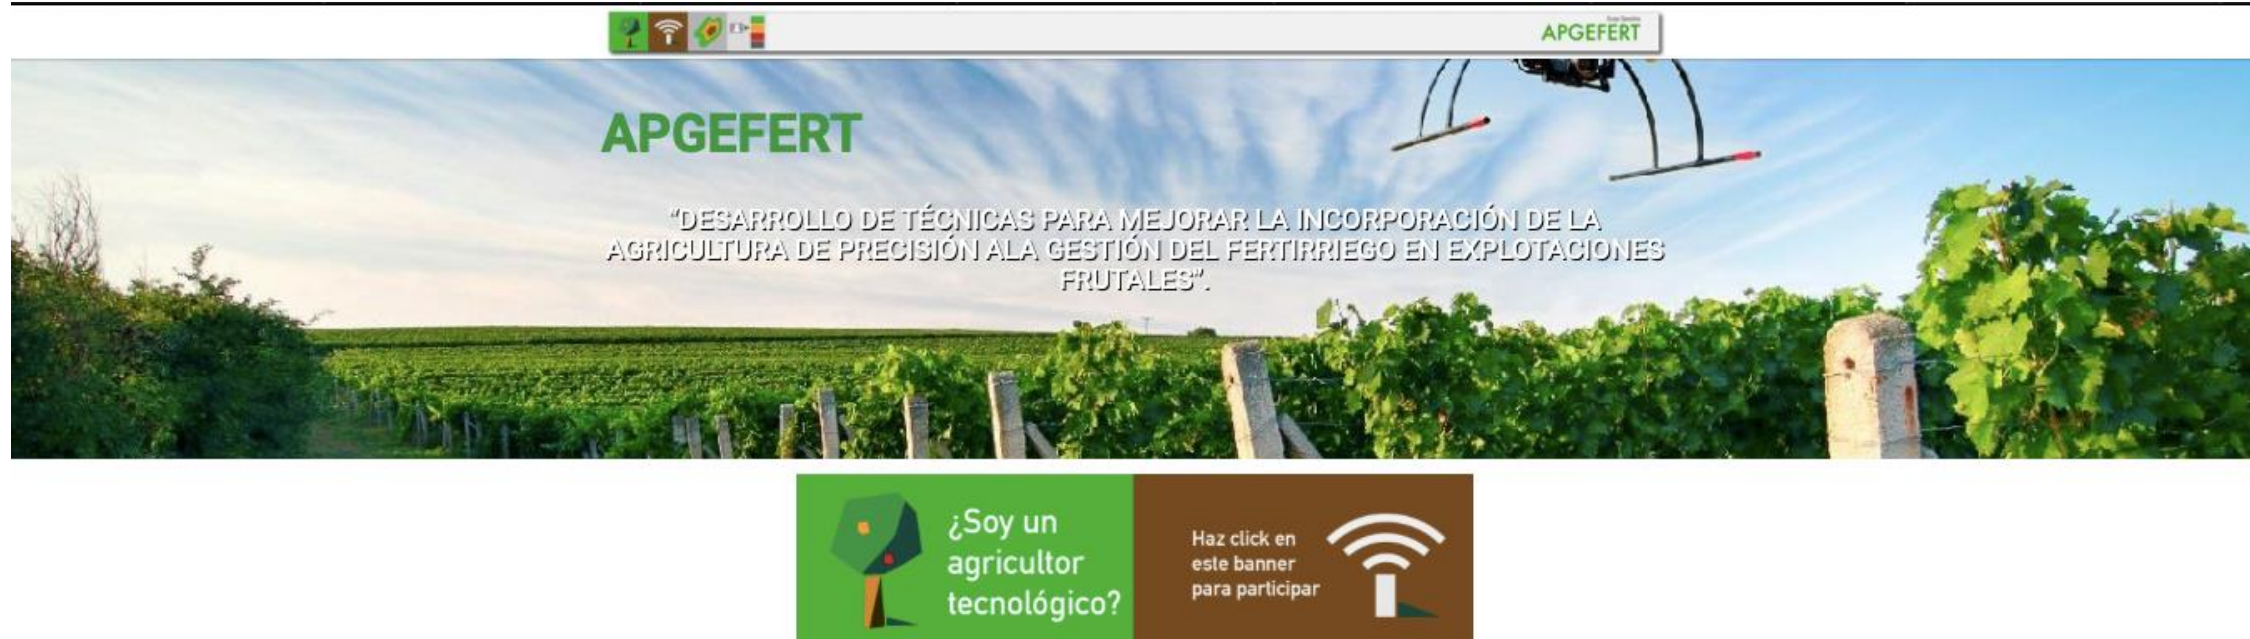 APGEFERT
APGEFERT
"DESARROLLO DE TÉCNICAS PARA MEJORAR LA INCORPORACIÓN DE LA
AGRICULTURA DE PRECISIÓN ALA GESTIÓN DEL FERTIRRIEGO EN EXPLOTACIONES
FRUTALES".
¿Soy un
agricultor
tecnológico?
Haz click en
este banner
para participar